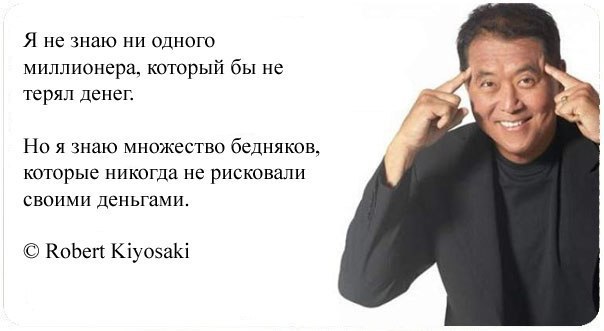 Я не знаю ни одного
миллионера, который бы не
терял денег.
Но я знаю множество бедняков,
которые никогда не рисковали
своими деньгами.
© Robert Kiyosaki